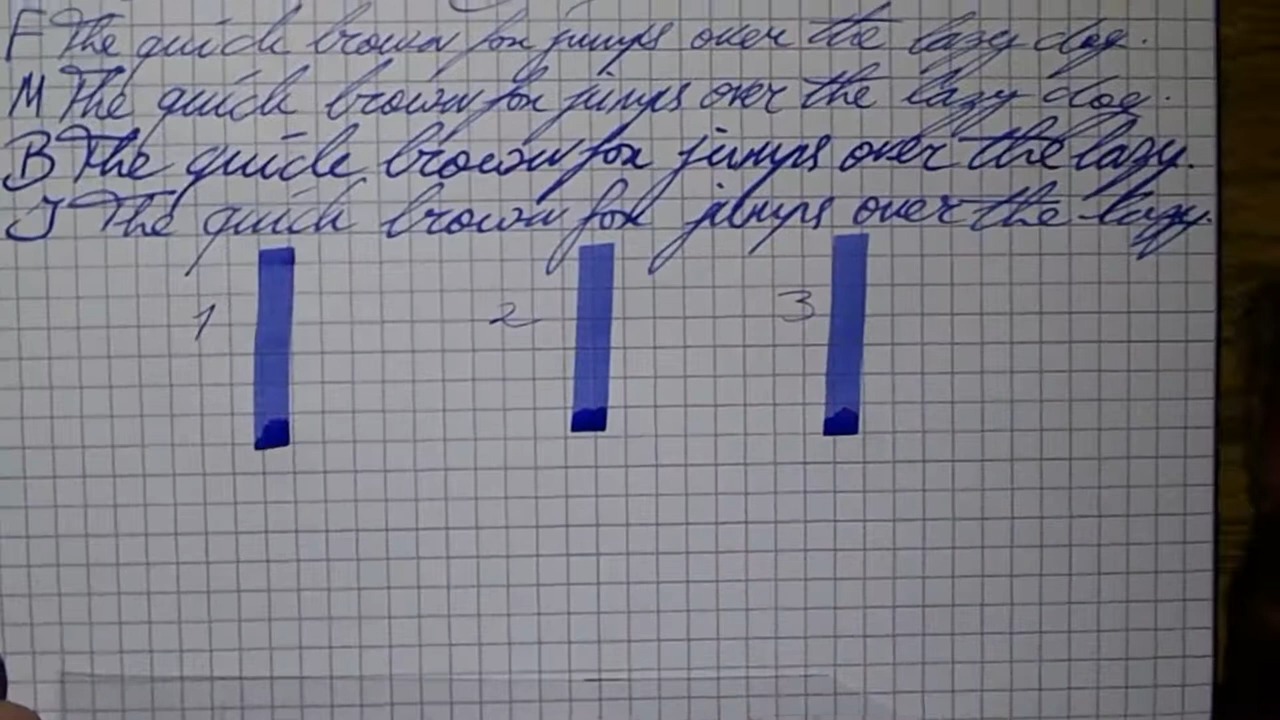 F The quick brown fox jumps over the lazy dog.
M The quick brown fox jumps over the lazy dog.
B The quick brown fox jumps over the lazy.
J The quick brown fox jumps over the lazy.
1 2 3